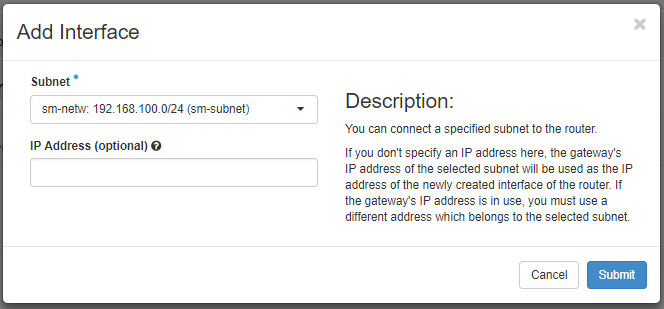 Add Interface
×
Subnet *
sm-netw: 192.168.100.0/24 (sm-subnet)
IP Address (optional)
Description:
You can connect a specified subnet to the router.
If you don't specify an IP address here, the gateway's
IP address of the selected subnet will be used as the IP
address of the newly created interface of the router. If
the gateway's IP address is in use, you must use a
different address which belongs to the selected subnet.
Cancel
Submit